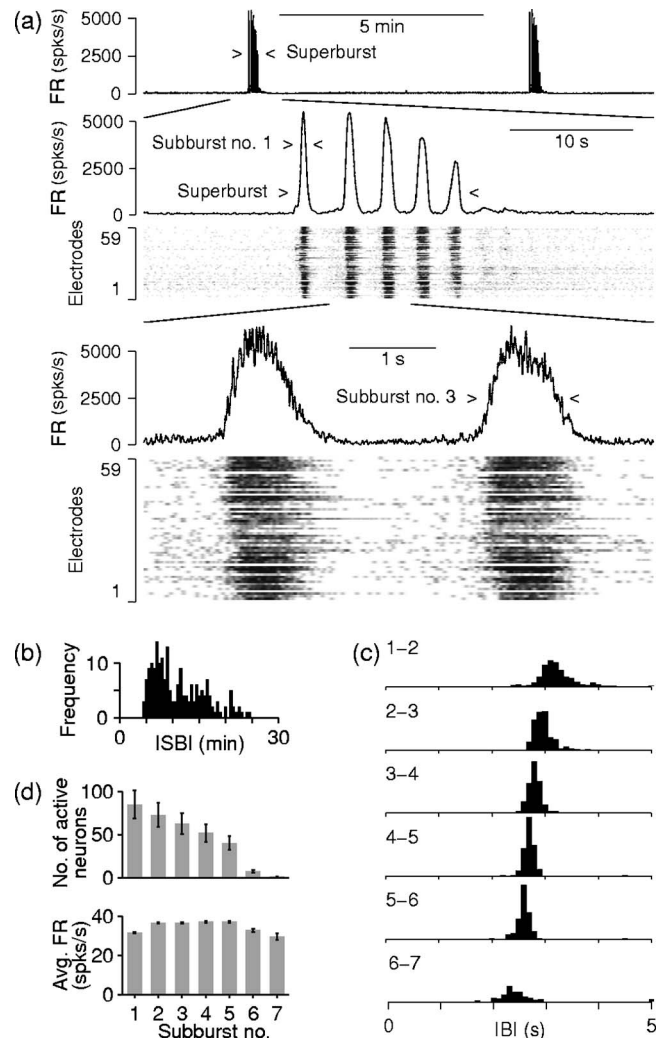 (a)
5 min
FR (spks/s)
5000
2500
0
> < Superburst
FR (spks/s)
5000
2500
0
10 s
Subburst no. 1 > <
Superburst > <
Electrodes
59
1
FR (spks/s)
5000
2500
0
1 s
Subburst no. 3 > <
Electrodes
59
1
(b)
Frequency
10
0
0 30
ISBI (min)
(c)
1–2
2–3
3–4
4–5
5–6
6–7
0 5
IBI (s)
(d)
No. of active
neurons
100
50
0
Avg. FR
(spks/s)
40
0
1 2 3 4 5 6 7
Subburst no.